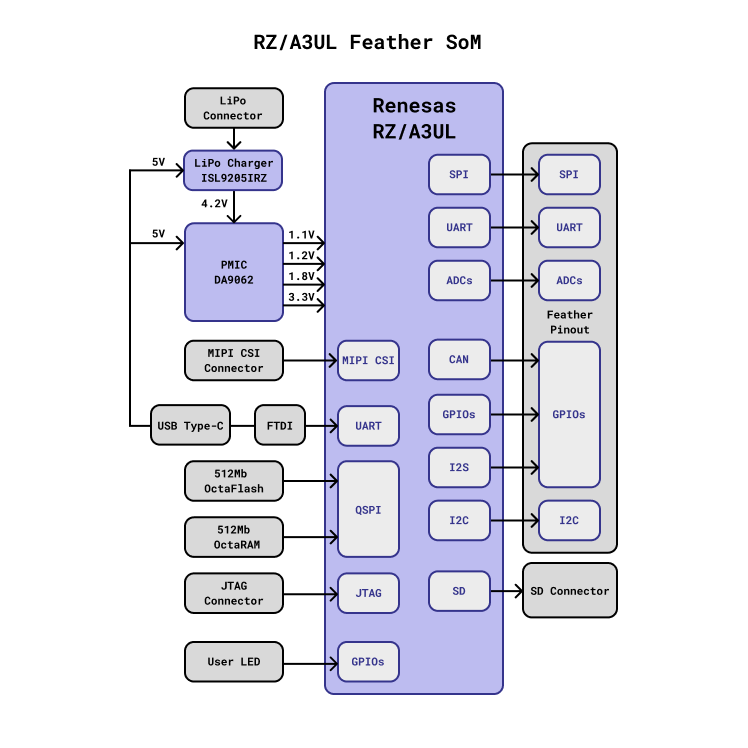 RZ/A3UL Feather SoM
LiPo
Connector
Renesas
RZ/A3UL
5V
LiPo Charger
ISL9205IRZ
4.2V
5V
PMIC
DA9062
1.1V
1.2V
1.8V
3.3V
SPI
SPI
UART
UART
ADCs
ADCs
Feather
Pinout
MIPI CSI
Connector
MIPI CSI
CAN
GPIOs
GPIOs
USB Type-C
FTDI
UART
I2S
512Mb
OctaFlash
QSPI
512Mb
OctaRAM
I2C
I2C
JTAG
Connector
JTAG
SD
SD Connector
User LED
GPIOs